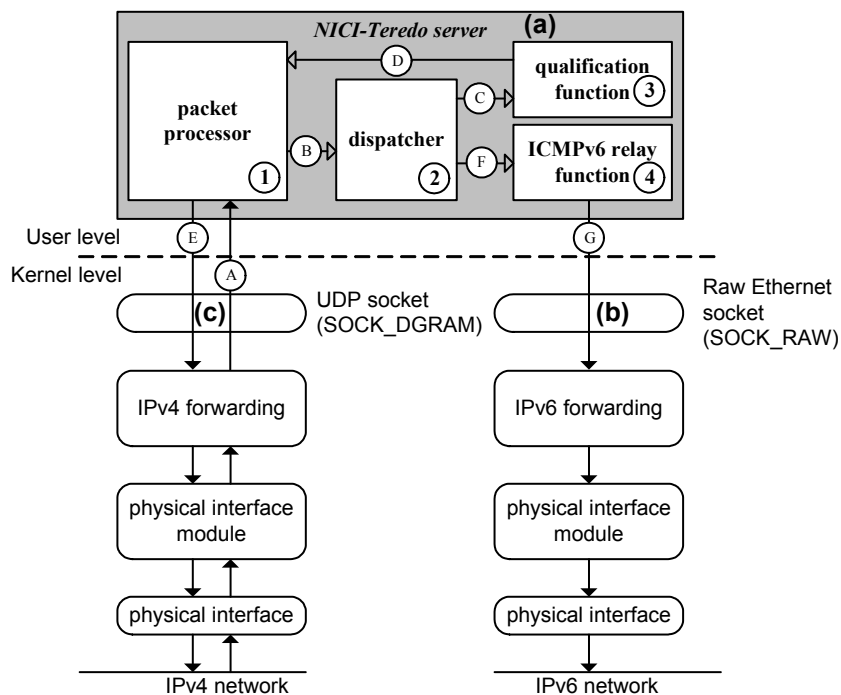 NICI-Teredo server
(a)
D
packet
processor
1
B
dispatcher
2
C
F
qualification
function
3
ICMPv6 relay
function
4
E
G
User level
Kernel level
A
(c)
UDP socket
(SOCK_DGRAM)
(b)
Raw Ethernet
socket
(SOCK_RAW)
IPv4 forwarding
IPv6 forwarding
physical interface
module
physical interface
module
physical interface
physical interface
IPv4 network
IPv6 network